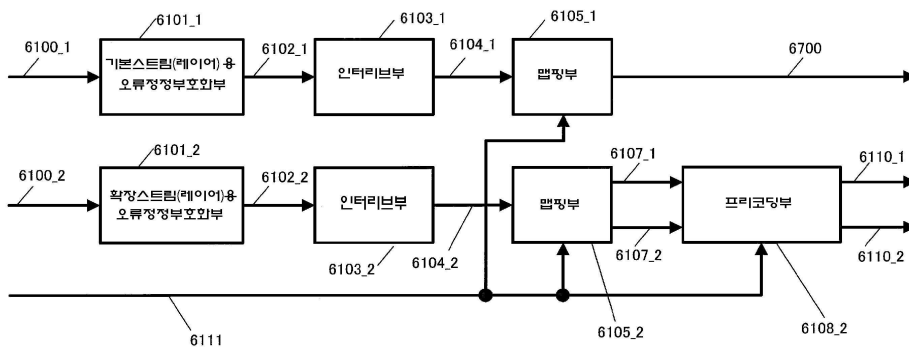 6101_1
6103_1
6105_1
6100_1
6102_1
6104_1
6700
기본스트림(레이어)용
오류정정부호화부
인터리브부
맵핑부
6101_2
6107_1
6110_1
6100_2
6102_2
확장스트림(레이어)용
오류정정부호화부
인터리브부
맵핑부
프리코딩부
6103_2
6104_2
6107_2
6110_2
6111
6105_2
6108_2